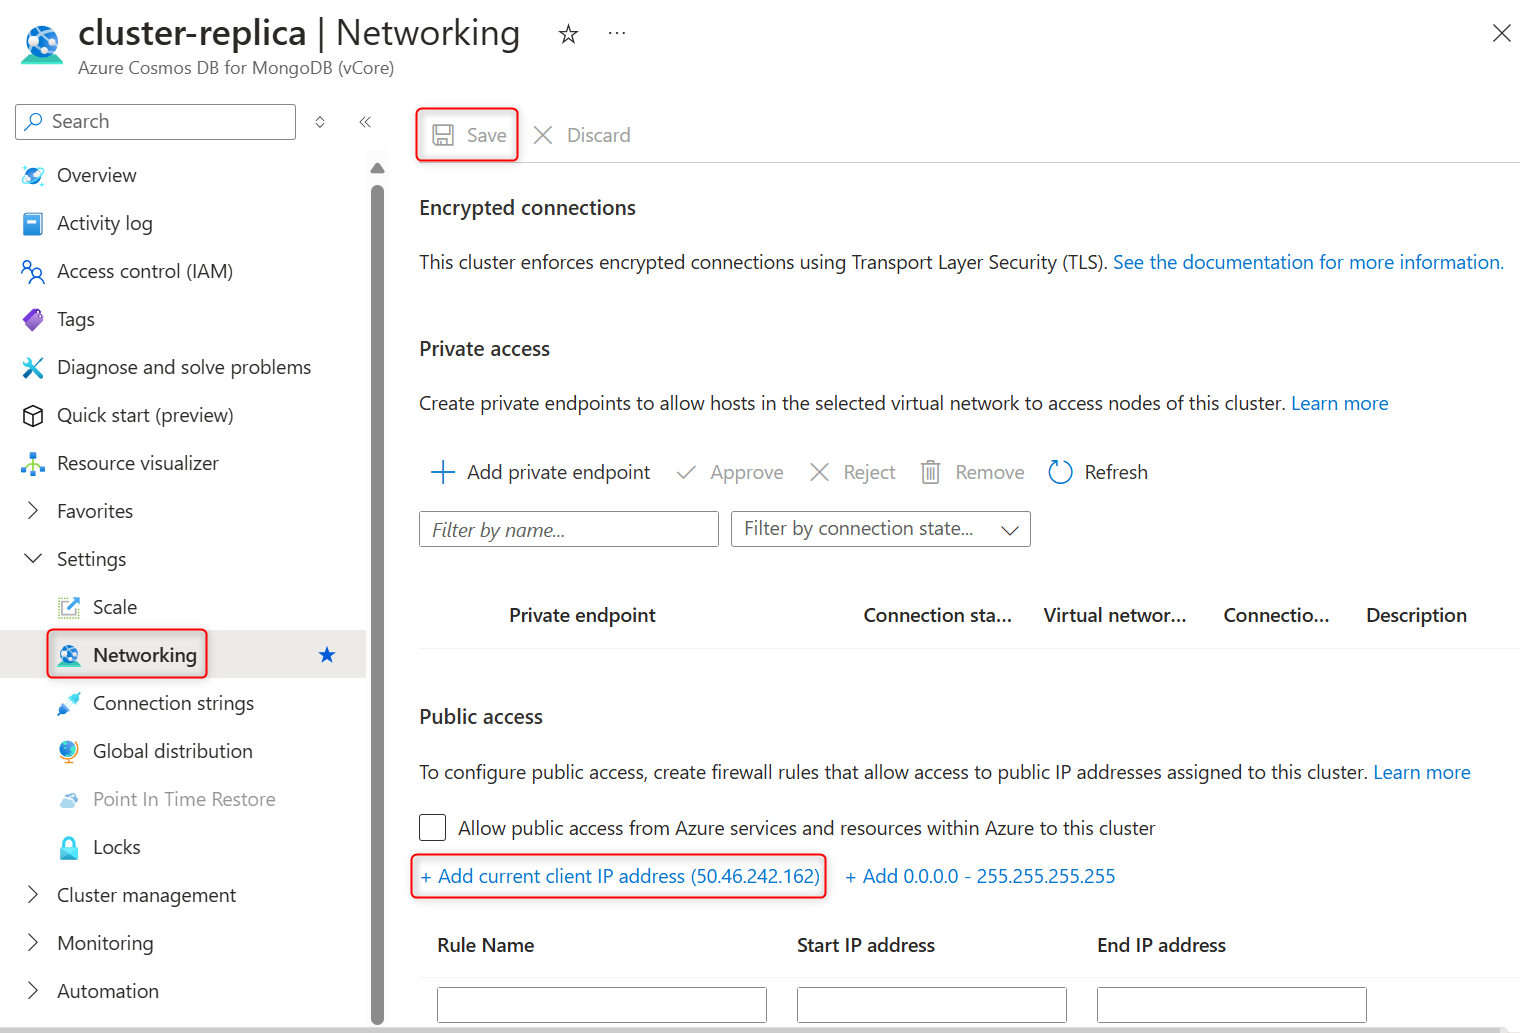 cluster-replica | Networking
Azure Cosmos DB for MongoDB (vCore)
Search
Overview
Activity log
Access control (IAM)
Tags
Diagnose and solve problems
Quick start (preview)
Resource visualizer
Favorites
Settings
Scale
Networking
Connection strings
Global distribution
Point In Time Restore
Locks
Cluster management
Monitoring
Automation
Save Discard
Encrypted connections
This cluster enforces encrypted connections using Transport Layer Security (TLS). See the documentation for more information.
Private access
Create private endpoints to allow hosts in the selected virtual network to access nodes of this cluster. Learn more
Add private endpoint Approve Reject Remove Refresh
Filter by name... Filter by connection state...
Private endpoint Connection sta... Virtual networ... Connectio... Description
Public access
To configure public access, create firewall rules that allow access to public IP addresses assigned to this cluster. Learn more
Allow public access from Azure services and resources within Azure to this cluster
+ Add current client IP address (50.46.242.162) + Add 0.0.0.0 - 255.255.255.255
Rule Name Start IP address End IP address